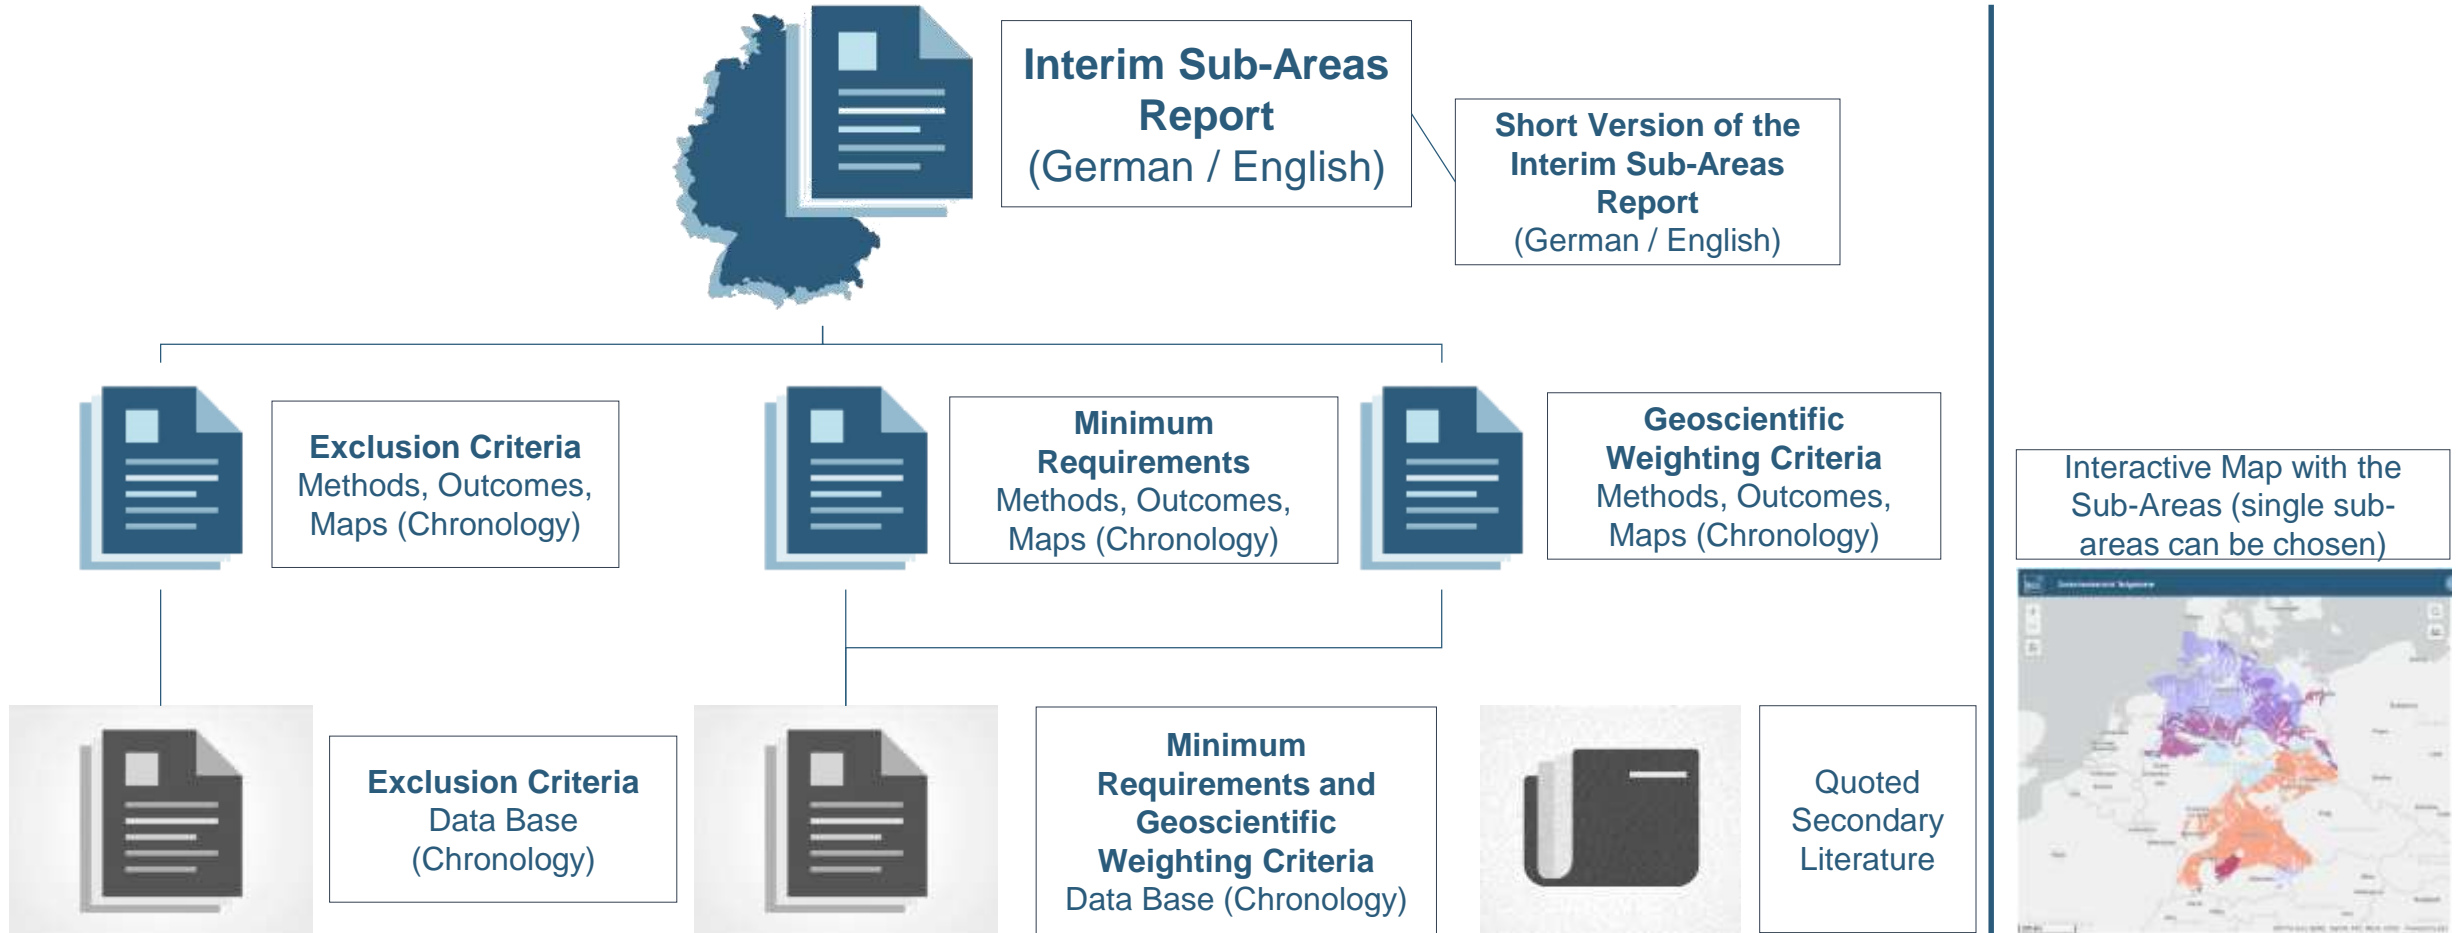 Interim Sub-Areas
Report
(German / English)
Short Version of the
Interim Sub-Areas
Report
(German / English)
Exclusion Criteria
Methods, Outcomes,
Maps (Chronology)
Minimum
Requirements
Methods, Outcomes,
Maps (Chronology)
Geoscientific
Weighting Criteria
Methods, Outcomes,
Maps (Chronology)
Interactive Map with the
Sub-Areas (single sub-
areas can be chosen)
Exclusion Criteria
Data Base
(Chronology)
Minimum
Requirements and
Geoscientific
Weighting Criteria
Data Base (Chronology)
Quoted
Secondary
Literature